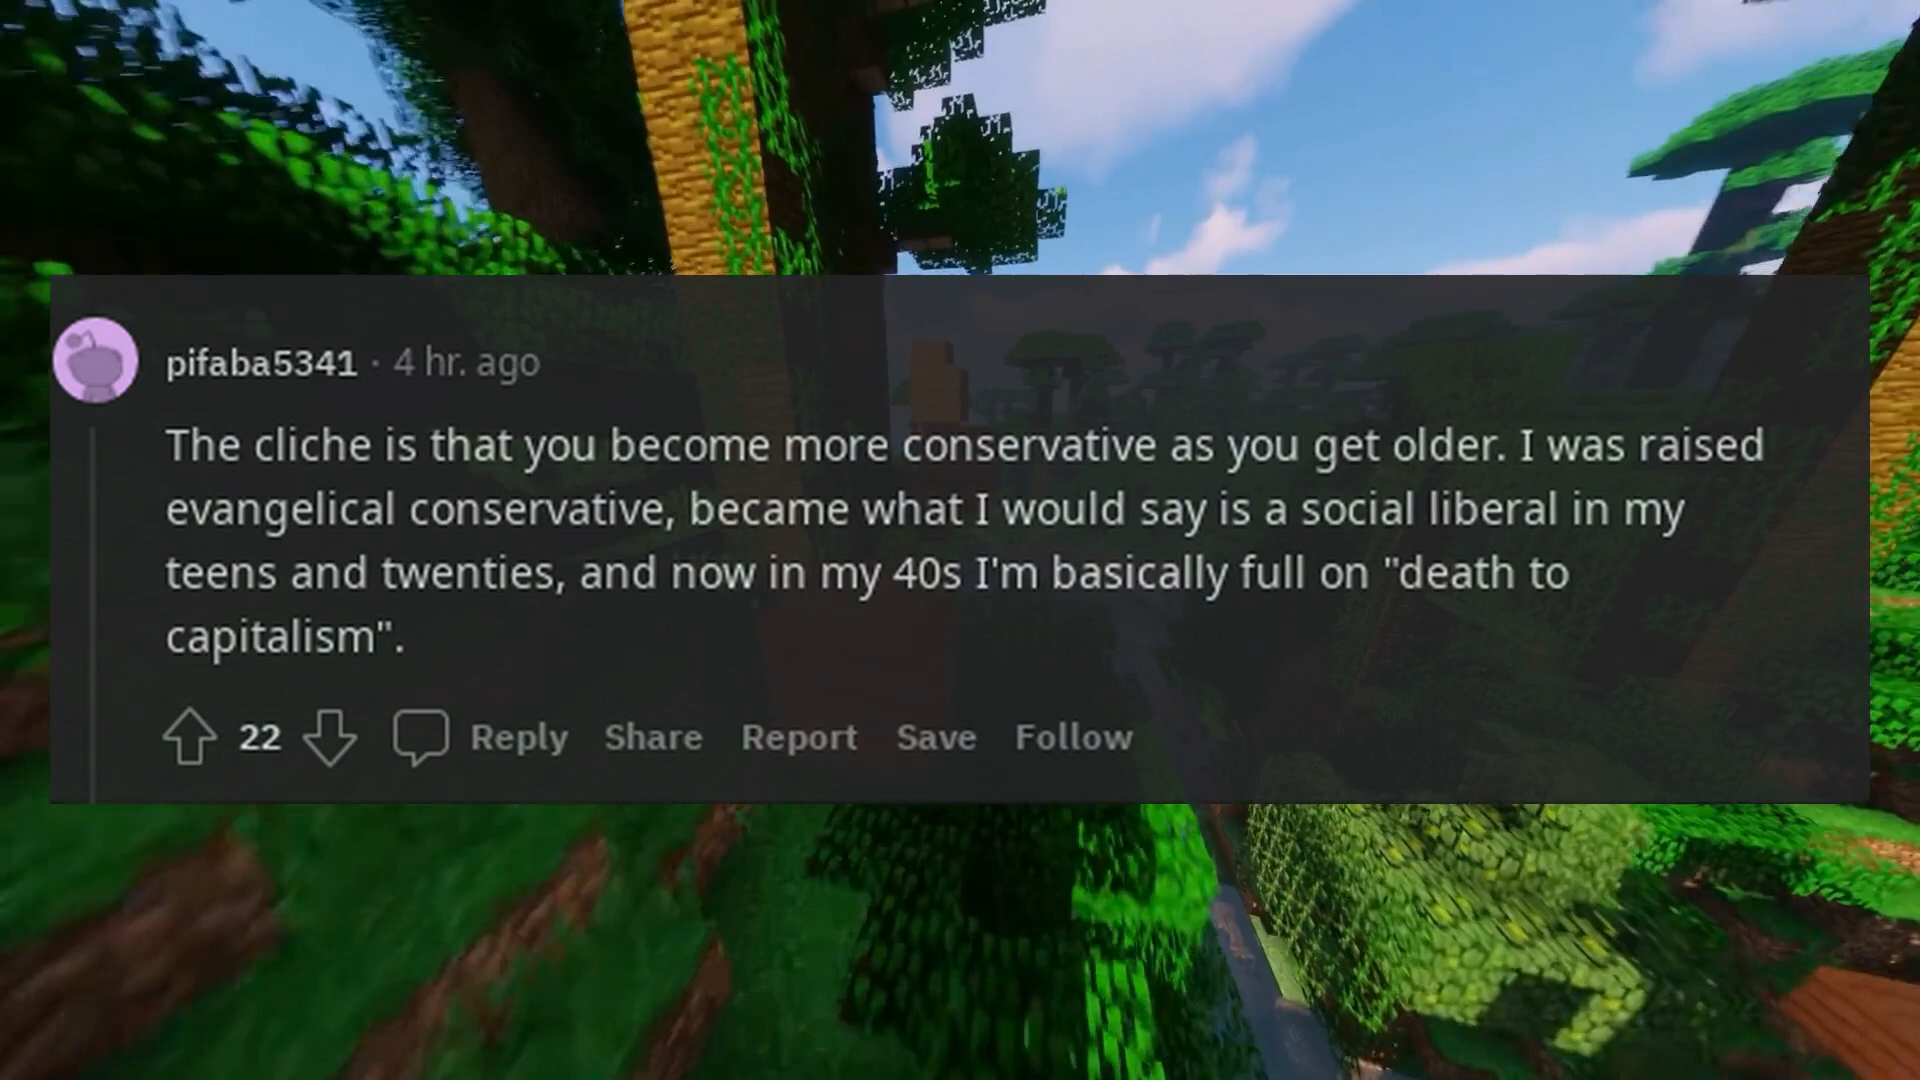 pifaba5341 · 4 hr. ago
The cliche is that you become more conservative as you get older. I was raised
evangelical conservative, became what I would say is a social liberal in my
teens and twenties, and now in my 40s I'm basically full on "death to
capitalism".
22 Reply Share Report Save Follow